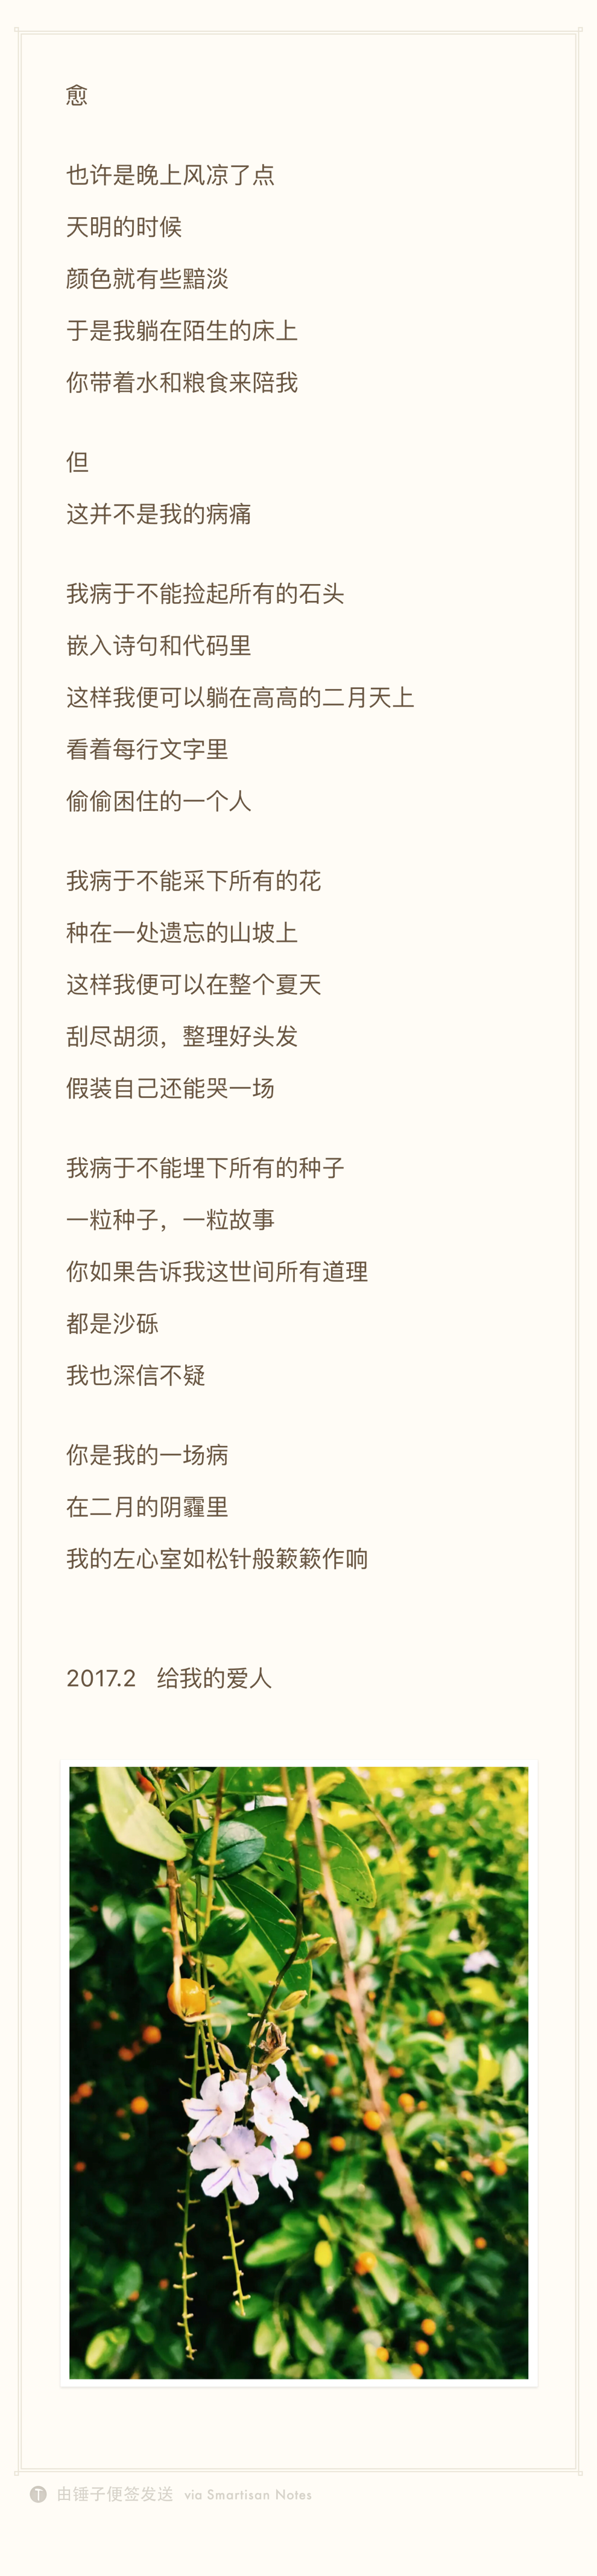 愈
也许是晚上风凉了点
天明的时候
颜色就有些黯淡
于是我躺在陌生的床上
你带着水和粮食来陪我
但
这并不是我的病痛
我病于不能捡起所有的石头
嵌入诗句和代码里
这样我便可以躺在高高的二月天上
看着每行文字里
偷偷困住的一个人
我病于不能采下所有的花
种在一处遗忘的山坡上
这样我便可以在整个夏天
刮尽胡须，整理好头发
假装自己还能哭一场
我病于不能埋下所有的种子
一粒种子，一粒故事
你如果告诉我这世间所有道理
都是沙砾
我也深信不疑
你是我的一场病
在二月的阴霾里
我的左心室如松针般簌簌作响
2017.2 给我的爱人
由锤子便签发送 via Smartisan Notes